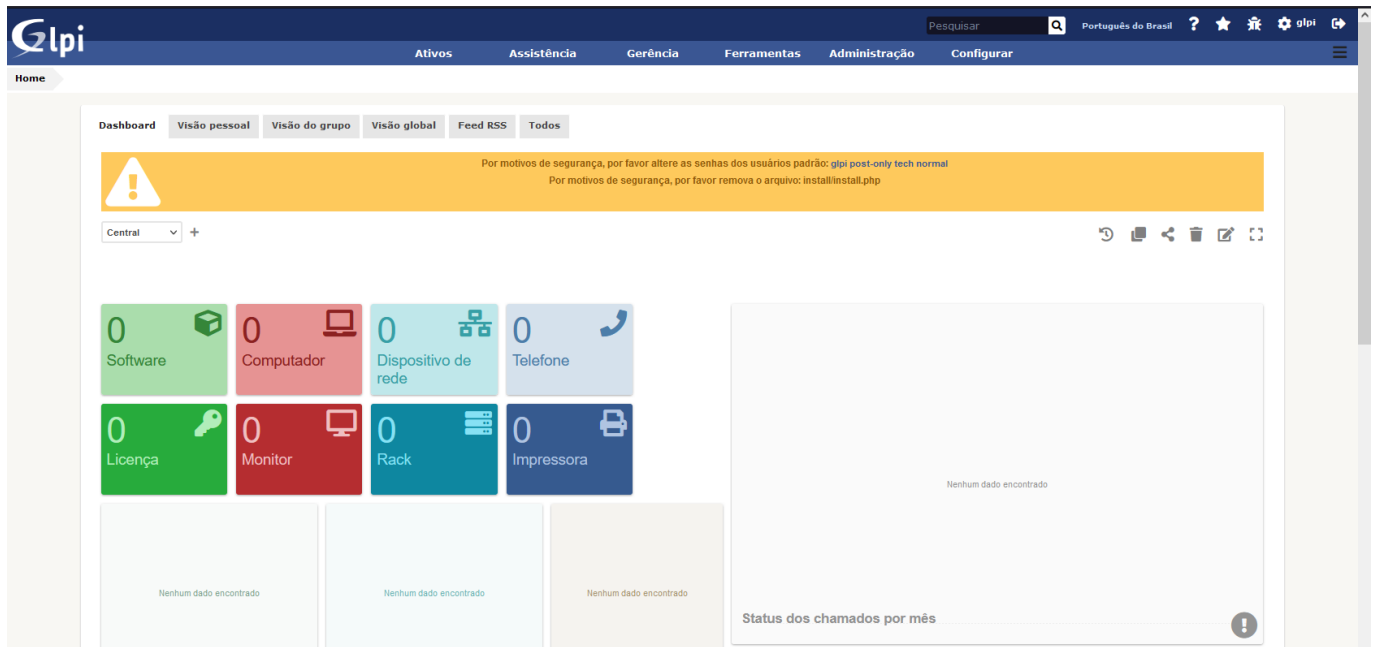 Glpi
Pesquisar Português do Brasil ? glpi
Ativos Assistência Gerência Ferramentas Administração Configurar
Home
Dashboard Visão pessoal Visão do grupo Visão global Feed RSS Todos
Por motivos de segurança, por favor altere as senhas dos usuários padrão: glpi post-only tech normal
Por motivos de segurança, por favor remova o arquivo: install/install.php
Central +
0
Software
0
Computador
0
Dispositivo de
rede
0
Telefone
0
Licença
0
Monitor
0
Rack
0
Impressora
Nenhum dado encontrado
Nenhum dado encontrado
Nenhum dado encontrado
Nenhum dado encontrado
Status dos chamados por mês